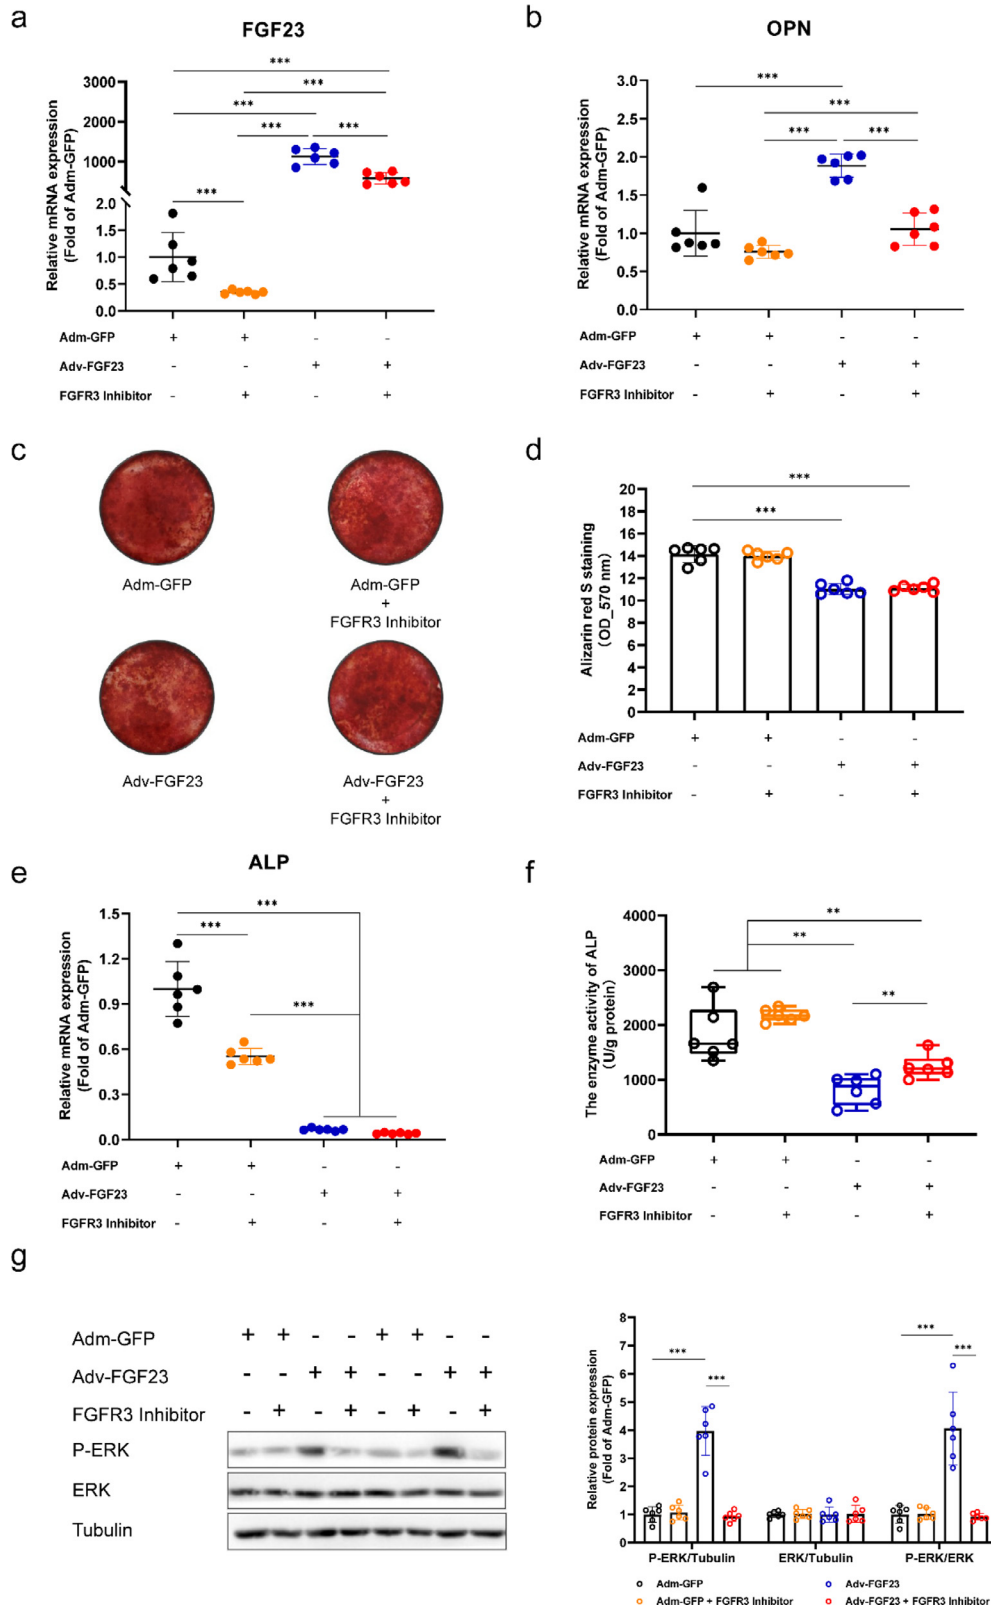 a
FGF23
Relative mRNA expression
(Fold of Adm-GFP)
3000
2000
1000
2.0
1.5
1.0
0.5
0.0
***
***
***
***
***
***
Adm-GFP + + - -
Adv-FGF23 - - + +
FGFR3 Inhibitor - + - +
b
OPN
Relative mRNA expression
(Fold of Adm-GFP)
3.0
2.5
2.0
1.5
1.0
0.5
0.0
***
***
***
***
Adm-GFP + + - -
Adv-FGF23 - - + +
FGFR3 Inhibitor - + - +
c
Adm-GFP
Adm-GFP
+
FGFR3 Inhibitor
Adv-FGF23
Adv-FGF23
+
FGFR3 Inhibitor
d
Alizarin red S staining
(OD_570 nm)
20
18
16
14
12
10
8
6
4
2
0
***
***
Adm-GFP + + - -
Adv-FGF23 - - + +
FGFR3 Inhibitor - + - +
e
ALP
Relative mRNA expression
(Fold of Adm-GFP)
1.5
1.2
0.9
0.6
0.3
0.0
***
***
***
Adm-GFP + + - -
Adv-FGF23 - - + +
FGFR3 Inhibitor - + - +
f
The enzyme activity of ALP
(U/g protein)
4000
3000
2000
1000
0
**
**
**
Adm-GFP + + - -
Adv-FGF23 - - + +
FGFR3 Inhibitor - + - +
g
Adm-GFP + + - - + + - -
Adv-FGF23 - - + + - - + +
FGFR3 Inhibitor - + - + - + - +
P-ERK
ERK
Tubulin
Relative protein expression
(Fold of Adm-GFP)
8
7
6
5
4
3
2
1
0
***
***
***
***
P-ERK/Tubulin ERK/Tubulin P-ERK/ERK
Adm-GFP Adv-FGF23
Adm-GFP + FGFR3 Inhibitor Adv-FGF23 + FGFR3 Inhibitor